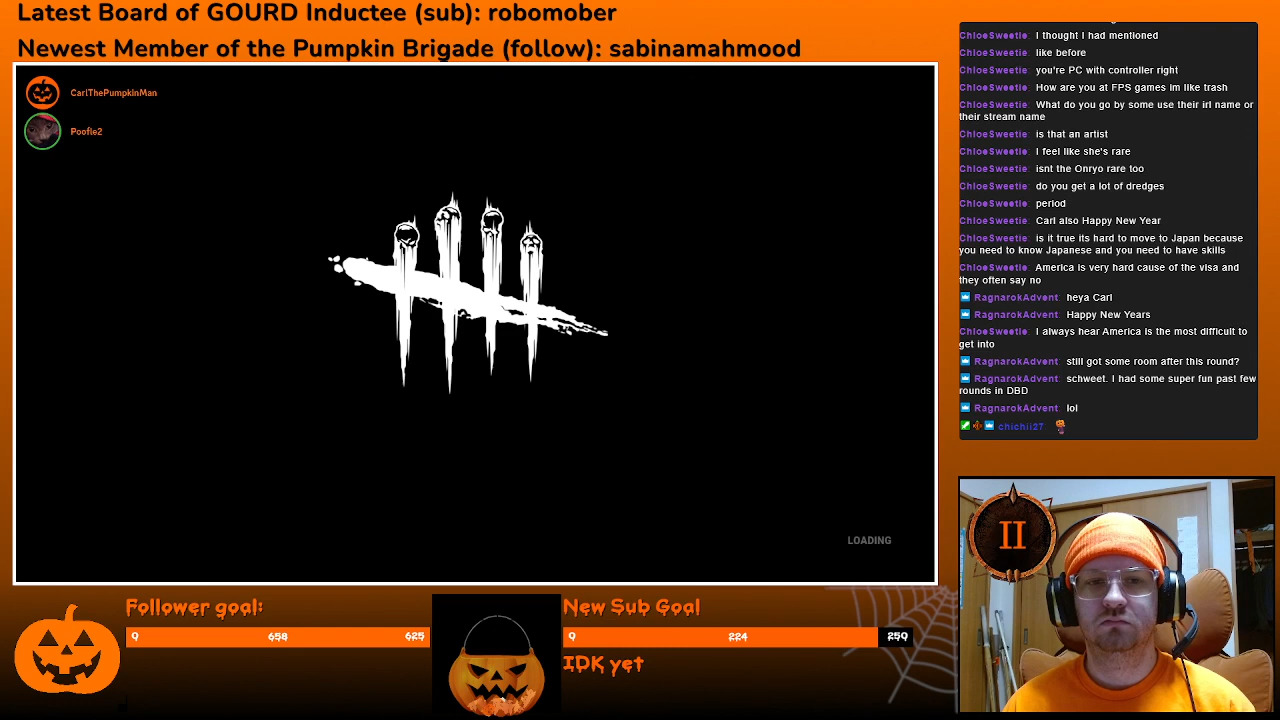 Latest Board of GOURD Inductee (sub): robomober
Newest Member of the Pumpkin Brigade (follow): sabinamahmood
CarlThePumpkinMan
Poofle2
LOADING
ChloeSweetie: I thought I had mentioned
ChloeSweetie: like before
ChloeSweetie: you're PC with controller right
ChloeSweetie: How are you at FPS games im like trash
ChloeSweetie: What do you go by some use their irl name or
their stream name
ChloeSweetie: is that an artist
ChloeSweetie: I feel like she's rare
ChloeSweetie: isnt the Onryo rare too
ChloeSweetie: do you get a lot of dredges
ChloeSweetie: period
ChloeSweetie: Carl also Happy New Year
ChloeSweetie: is it true its hard to move to Japan because
you need to know Japanese and you need to have skills
ChloeSweetie: America is very hard cause of the visa and
they often say no
RagnarokAdvent: heya Carl
RagnarokAdvent: Happy New Years
ChloeSweetie: I always hear America is the most difficult to
get into
RagnarokAdvent: still got some room after this round?
RagnarokAdvent: schweet. I had some super fun past few
rounds in DBD
RagnarokAdvent: lol
chichii27:
II
Follower goal:
0 658 625
New Sub Goal
0 224 250
IDK yet